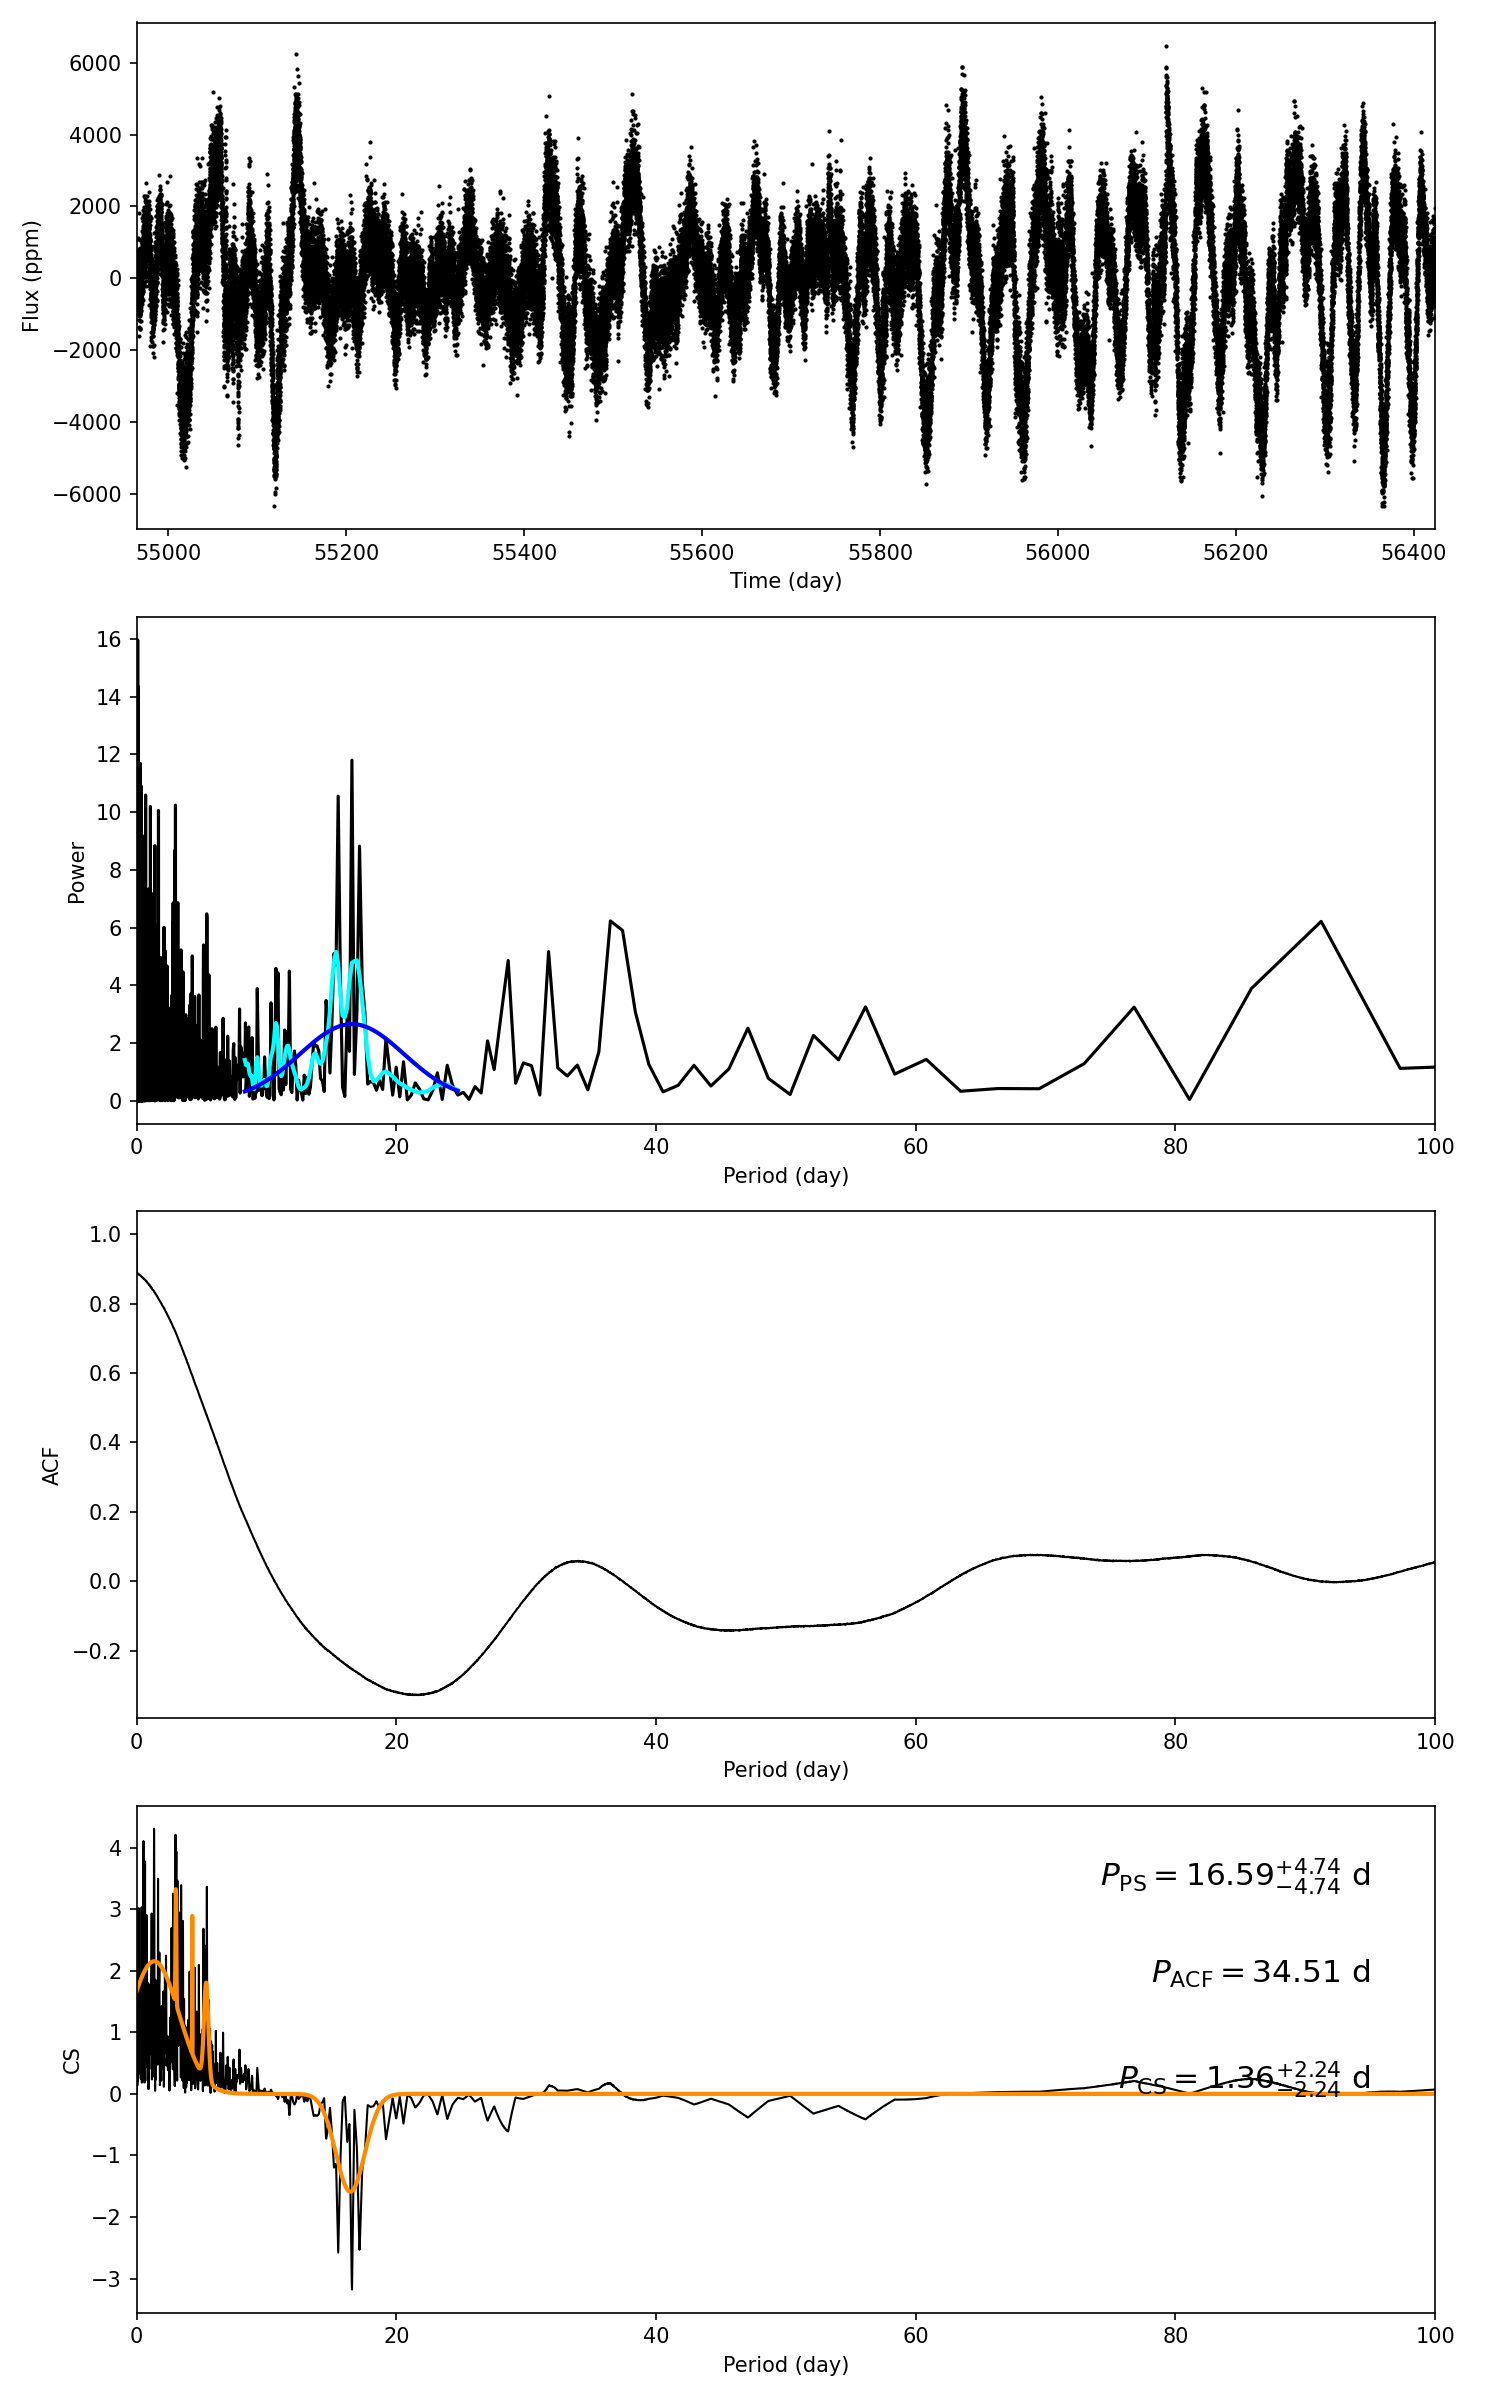 6000
4000
2000
0
−2000
−4000
−6000
Flux (ppm)
55000 55200 55400 55600 55800 56000 56200 56400
Time (day)
16
14
12
10
8
6
4
2
0
Power
0 20 40 60 80 100
Period (day)
1.0
0.8
0.6
0.4
0.2
0.0
−0.2
ACF
0 20 40 60 80 100
Period (day)
4
3
2
1
0
−1
−2
−3
CS
P_PS = 16.59^{+4.74}_{−4.74} d
P_ACF = 34.51 d
P_CS = 1.36^{+2.24}_{−2.24} d
0 20 40 60 80 100
Period (day)